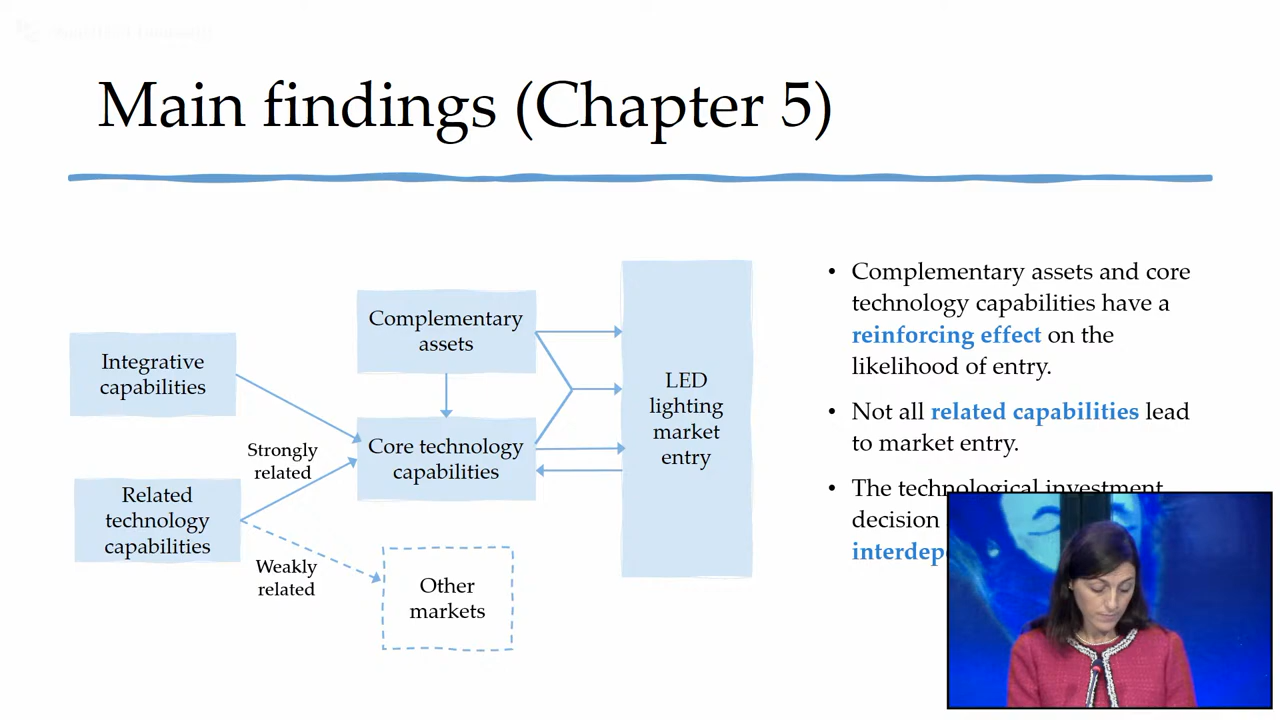 Main findings (Chapter 5)
Integrative
capabilities
Related
technology
capabilities
Strongly
related
Weakly
related
Complementary
assets
Core technology
capabilities
Other
markets
LED
lighting
market
entry
• Complementary assets and core
technology capabilities have a
reinforcing effect on the
likelihood of entry.
• Not all related capabilities lead
to market entry.
• The technological investment
decision